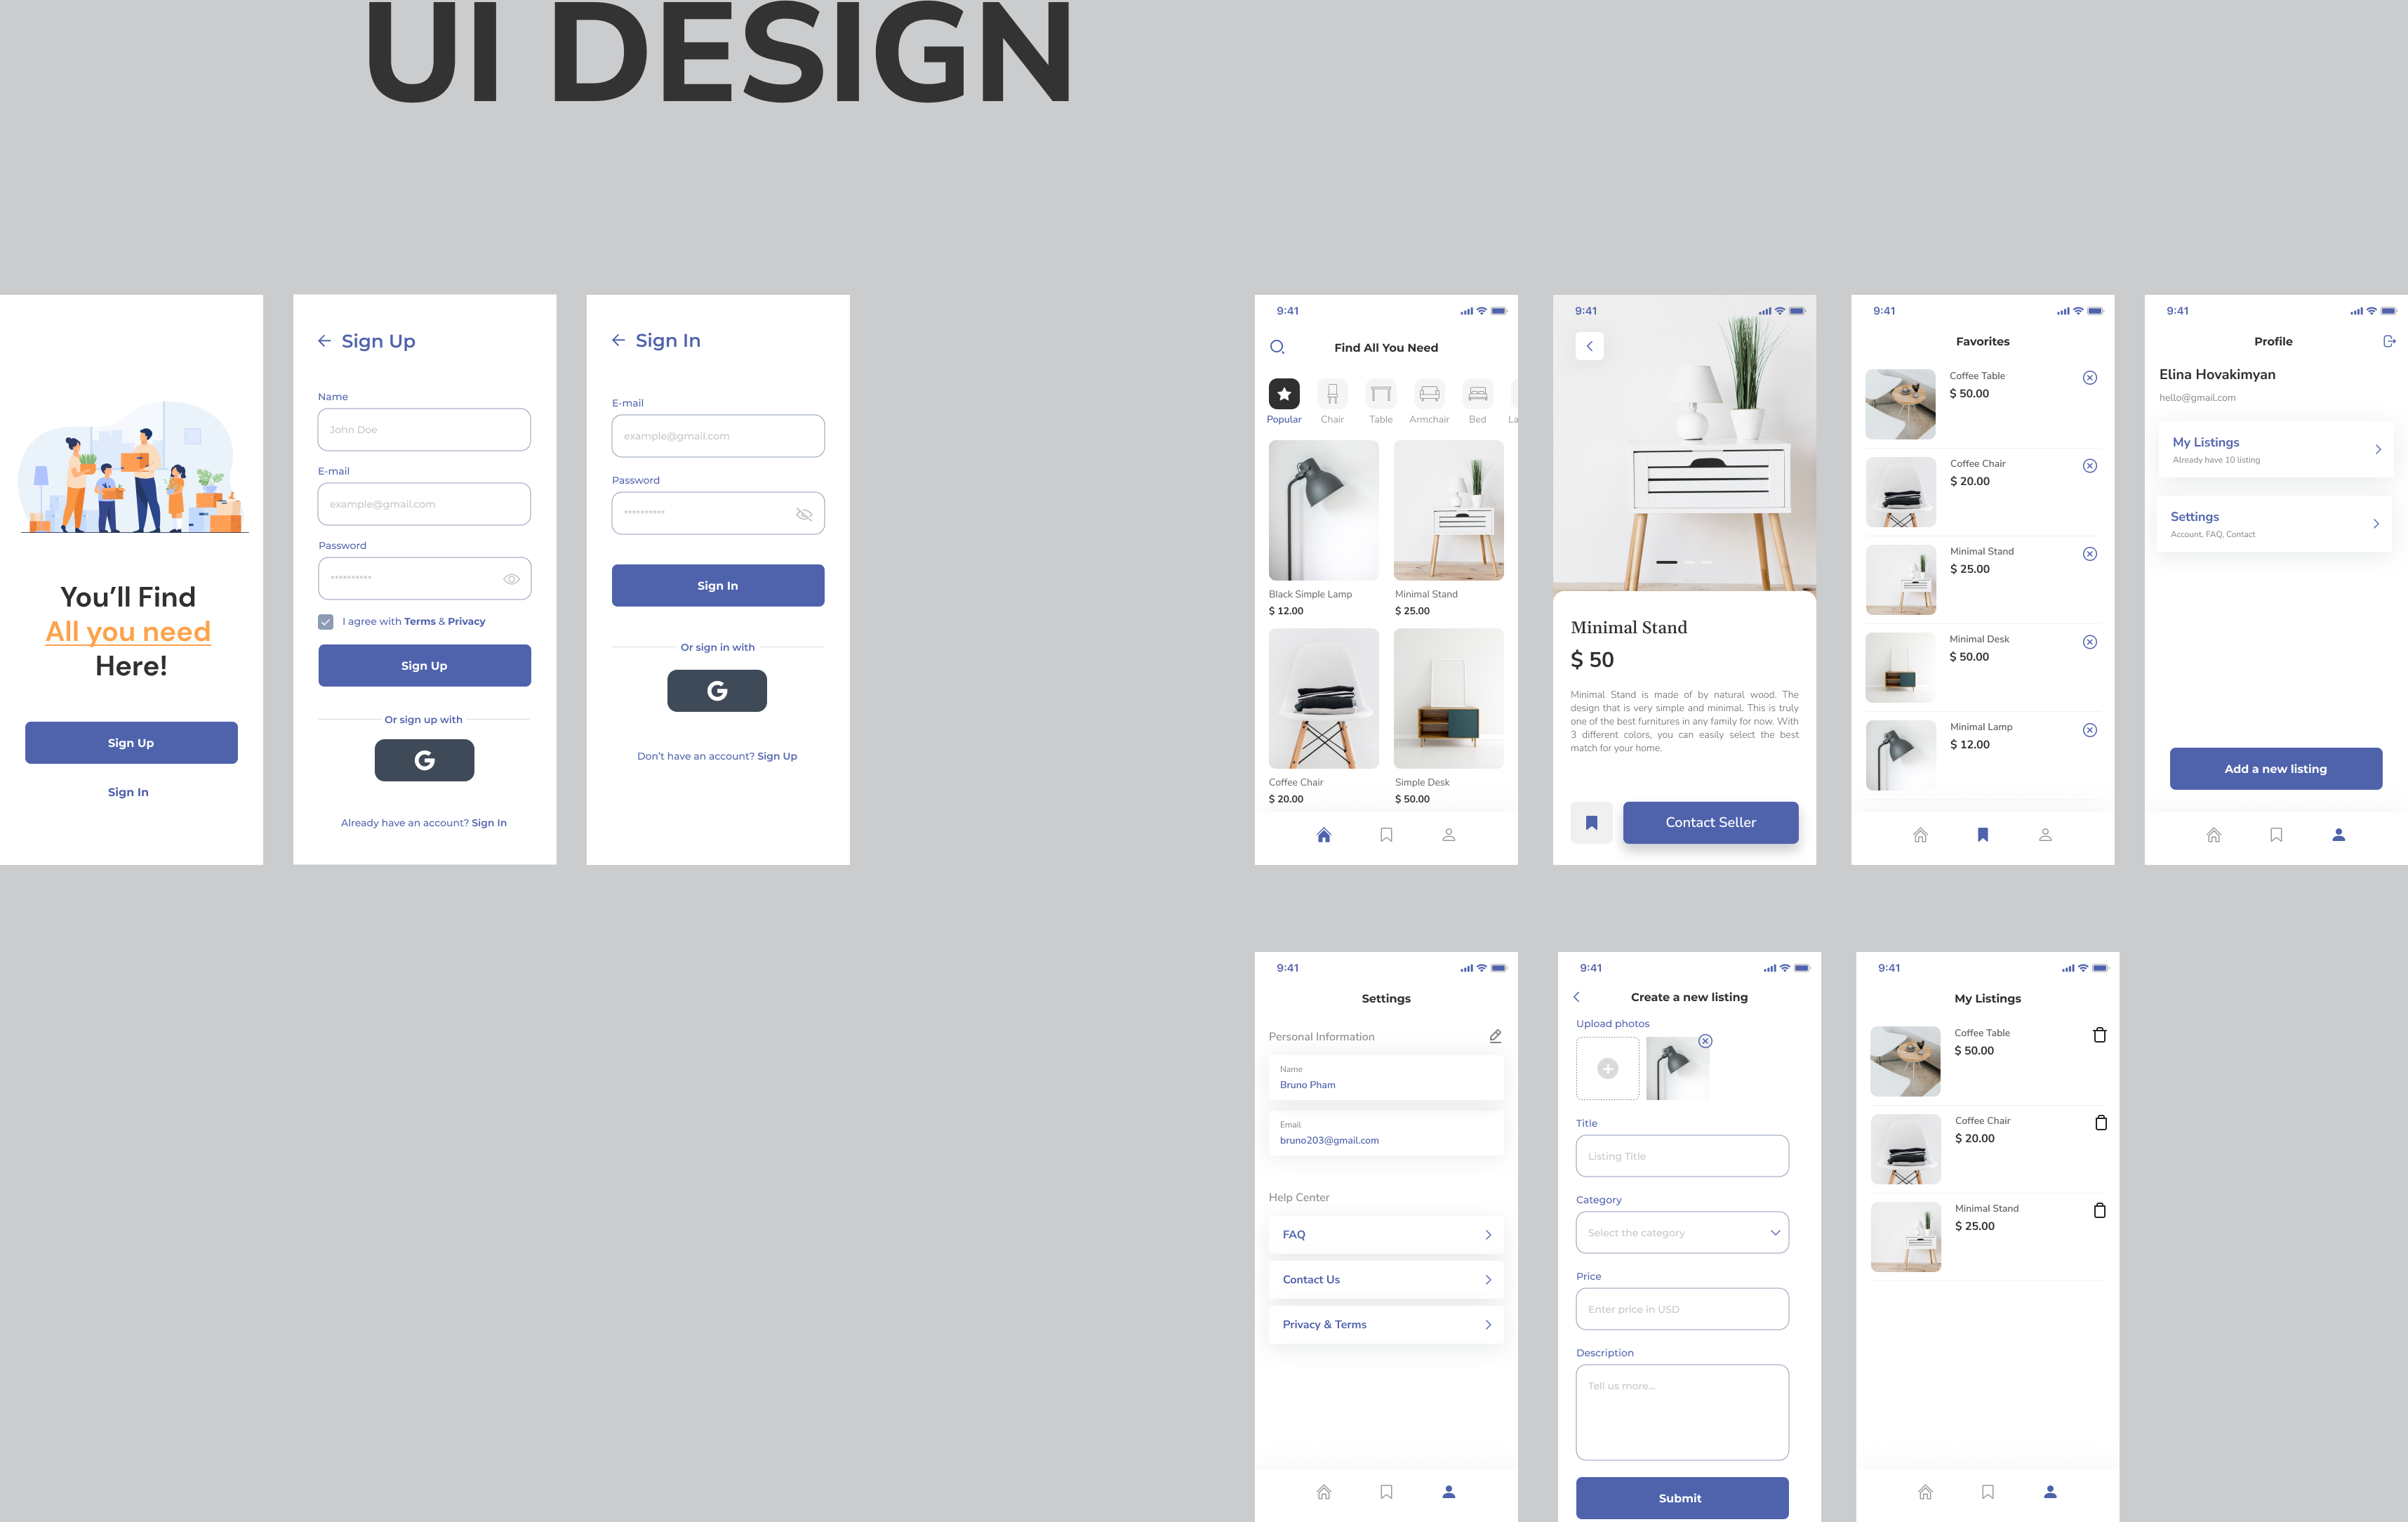 UI DESIGN
You'll Find
All you need
Here!
Sign Up
Sign In
Sign Up
Name
John Doe
E-mail
example@gmail.com
Password
**********
I agree with Terms & Privacy
Sign Up
Or sign up with
G
Already have an account? Sign In
Sign In
E-mail
example@gmail.com
Password
**********
Sign In
Or sign in with
G
Don't have an account? Sign Up
9:41
Find All You Need
Popular Chair Table Armchair Bed La
Black Simple Lamp Minimal Stand
$ 12.00 $ 25.00
Coffee Chair Simple Desk
$ 20.00 $ 50.00
9:41
Minimal Stand
$ 50
Minimal Stand is made of by natural wood. The
design that is very simple and minimal. This is truly
one of the best furnitures in any family for now. With
3 different colors, you can easily select the best
match for your home.
Contact Seller
9:41
Favorites
Coffee Table
$ 50.00
Coffee Chair
$ 20.00
Minimal Stand
$ 25.00
Minimal Desk
$ 50.00
Minimal Lamp
$ 12.00
9:41
Profile
Elina Hovakimyan
hello@gmail.com
My Listings
Already have 10 listing
Settings
Account, FAQ, Contact
Add a new listing
9:41
Settings
Personal Information
Name
Bruno Pham
Email
bruno203@gmail.com
Help Center
FAQ
Contact Us
Privacy & Terms
9:41
Create a new listing
Upload photos
Title
Listing Title
Category
Select the category
Price
Enter price in USD
Description
Tell us more...
Submit
9:41
My Listings
Coffee Table
$ 50.00
Coffee Chair
$ 20.00
Minimal Stand
$ 25.00